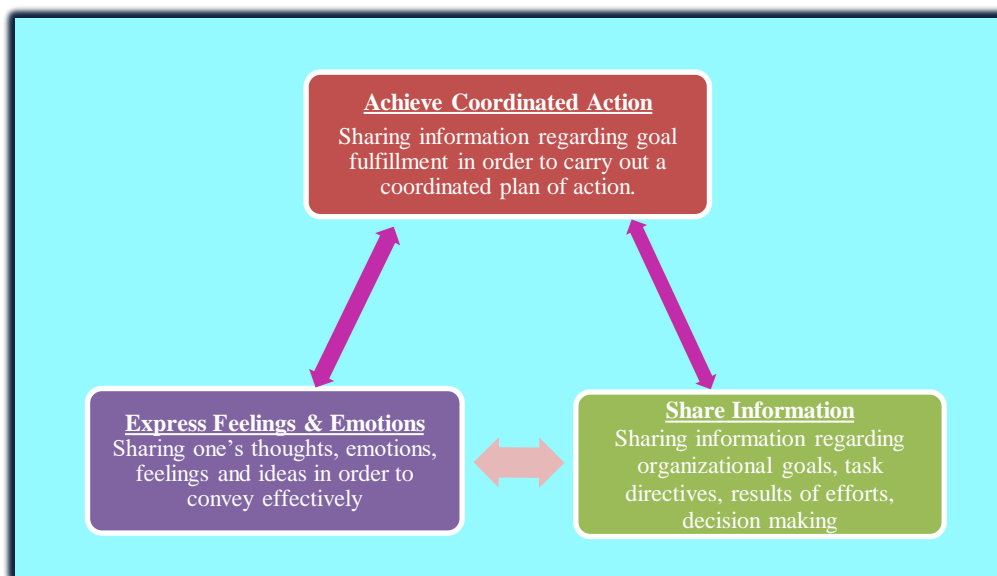 Achieve Coordinated Action
Sharing information regarding goal
fulfillment in order to carry out a
coordinated plan of action.
Express Feelings & Emotions
Sharing one’s thoughts, emotions,
feelings and ideas in order to
convey effectively
Share Information
Sharing information regarding
organizational goals, task
directives, results of efforts,
decision making